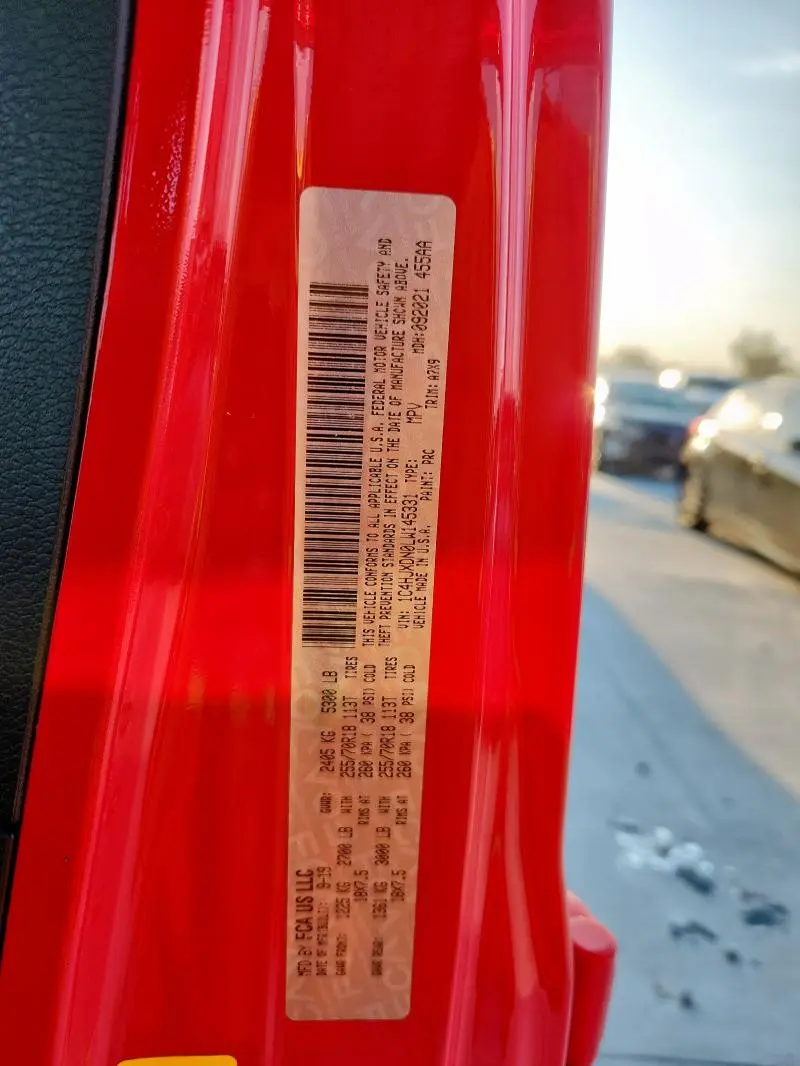 MFD BY FCA US LLC
DATE OF MFR(BUILT): 9-19 GVWR: 2405 KG 5300 LB
GAWR FRONT: 1225 KG 2700 LB WITH 255/70R18 113T TIRES
18X7.5 RIMS AT 260 KPA ( 38 PSI) COLD
GAWR REAR: 1361 KG 3000 LB WITH 255/70R18 113T TIRES
18X7.5 RIMS AT 260 KPA ( 38 PSI) COLD
THIS VEHICLE CONFORMS TO ALL APPLICABLE U.S.A. FEDERAL MOTOR VEHICLE SAFETY AND
THEFT PREVENTION STANDARDS IN EFFECT ON THE DATE OF MANUFACTURE SHOWN ABOVE.
VIN: 1C4HJXDN0LW145331 TYPE: MPV MDH:092021 455AA
VEHICLE MADE IN U.S.A. PAINT: PRC TRIM: A7X9